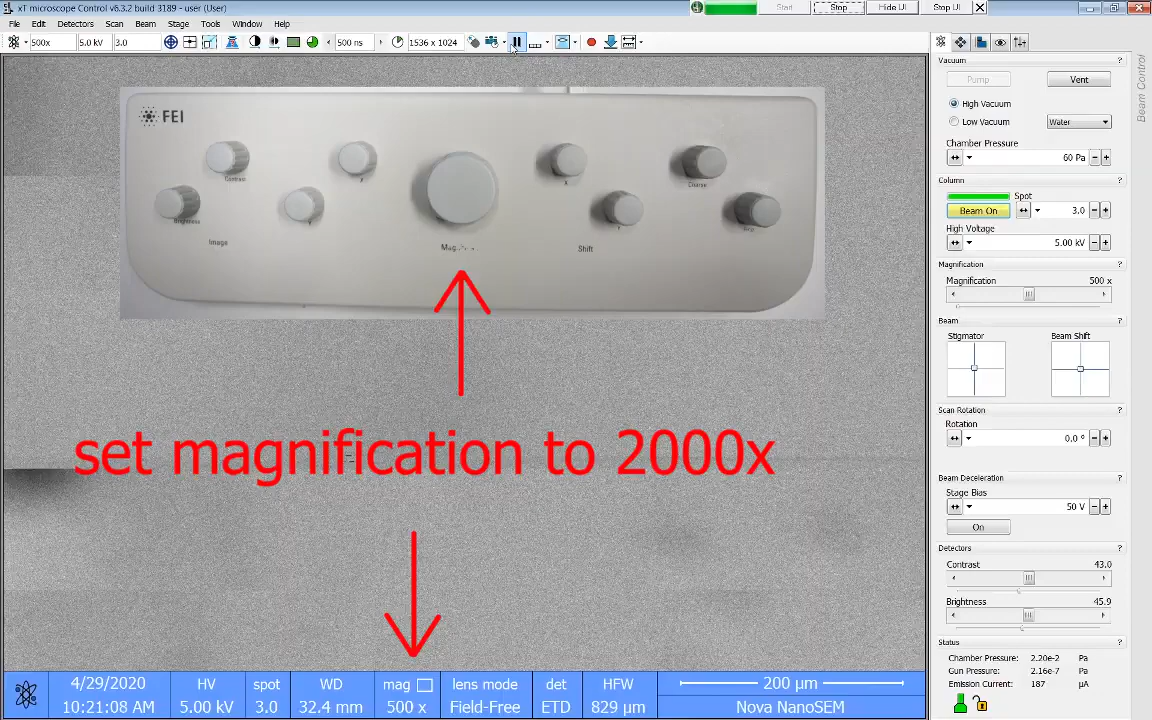 xT microscope Control v6.3.2 build 3189 - user (User)
Start
Stop
Hide UI
Stop UI
File Edit Detectors Scan Beam Stage Tools Window Help
500x
5.0 kV
3.0
500 ns
1536 x 1024
FEI
Contrast
X
X
Coarse
Brightness
Y
Y
Image
Shift
set magnification to 2000x
Vacuum ?
Pump
Vent
High Vacuum
Low Vacuum
Water
Chamber Pressure
60 Pa
Column ?
Spot
Beam On
3.0
High Voltage
5.00 kV
Magnification ?
Magnification 500 x
Beam ?
Stigmator
Beam Shift
Scan Rotation ?
Rotation
0.0 °
Beam Deceleration ?
Stage Bias
50 V
On
Detectors ?
Contrast 43.0
Brightness 45.9
Status ?
Chamber Pressure: 2.20e-2 Pa
Gun Pressure: 2.16e-7 Pa
Emission Current: 187 µA
Beam Control
4/29/2020 HV spot WD mag lens mode det HFW 200 µm
10:21:08 AM 5.00 kV 3.0 32.4 mm 500 x Field-Free ETD 829 µm Nova NanoSEM